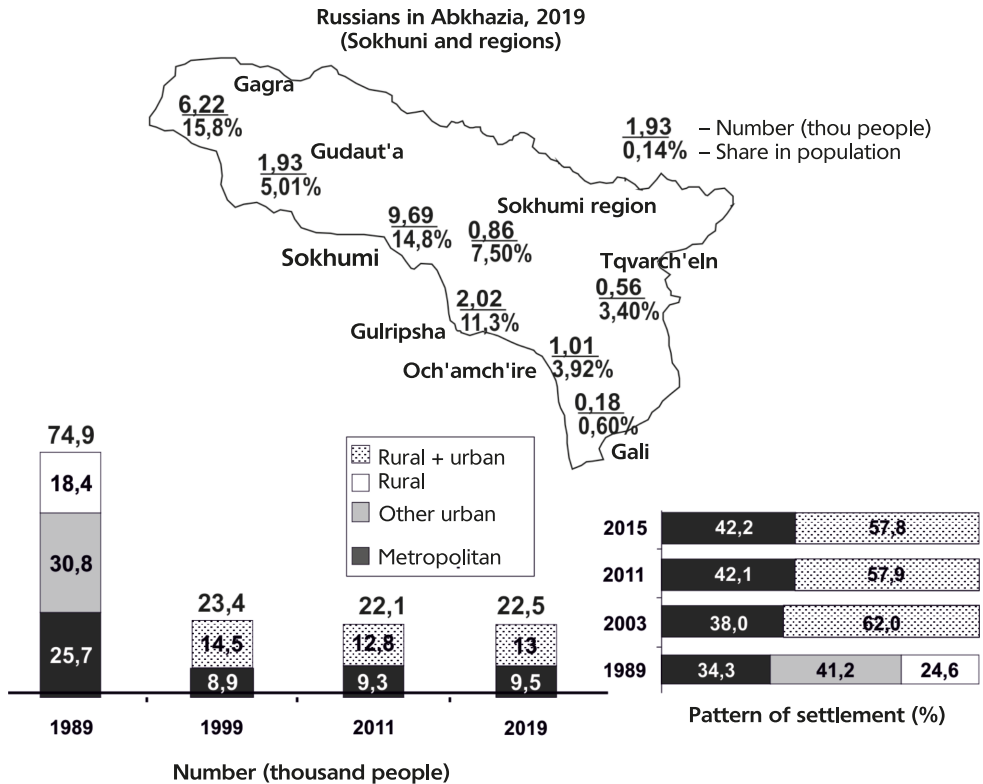 Russians in Abkhazia, 2019
(Sokhuni and regions)
Gagra
6,22
15,8%
Gudaut'a
1,93
5,01%
1,93 – Number (thou people)
0,14% – Share in population
Sokhumi region
9,69
14,8%
0,86
7,50%
Sokhumi
Tqvarch'eln
0,56
3,40%
2,02
11,3%
Gulripsha
1,01
3,92%
Och'amch'ire
0,18
0,60%
Gali
74,9
18,4
30,8
25,7
23,4
14,5
8,9
22,1
12,8
9,3
22,5
13
9,5
1989 1999 2011 2019
Number (thousand people)
Rural + urban
Rural
Other urban
Metropolitan
2015 42,2 57,8
2011 42,1 57,9
2003 38,0 62,0
1989 34,3 41,2 24,6
Pattern of settlement (%)